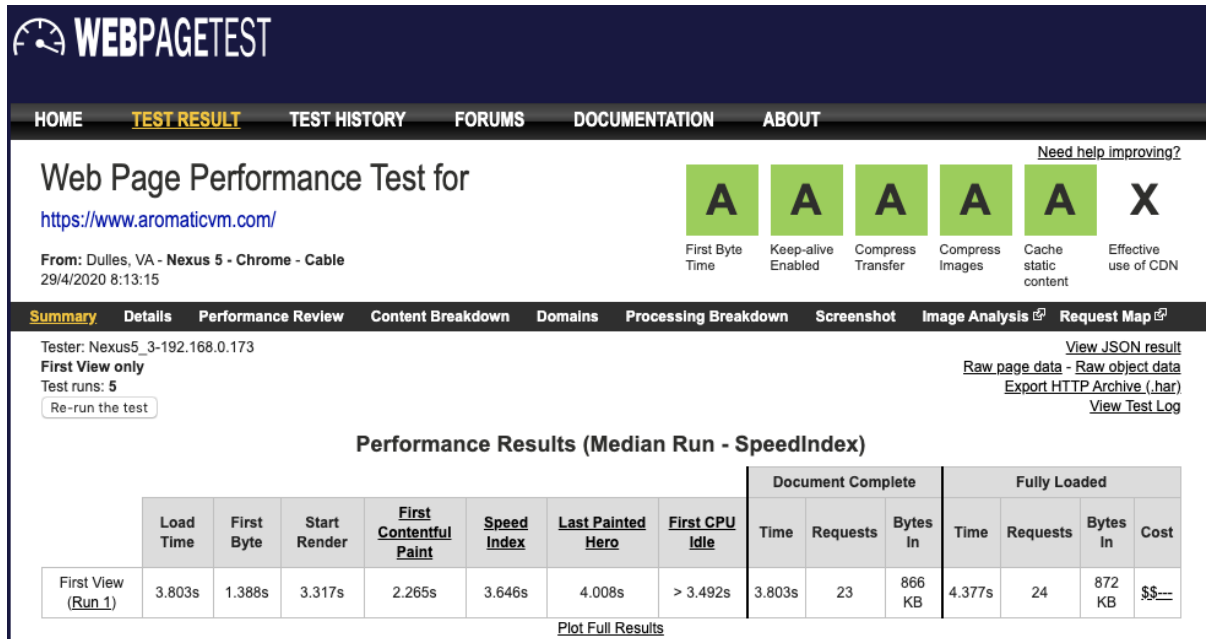 WEBPAGETEST
HOME TEST RESULT TEST HISTORY FORUMS DOCUMENTATION ABOUT
Need help improving?
Web Page Performance Test for
https://www.aromaticvm.com/
From: Dulles, VA - Nexus 5 - Chrome - Cable
29/4/2020 8:13:15
A A A A A X
First Byte Time
Keep-alive Enabled
Compress Transfer
Compress Images
Cache static content
Effective use of CDN
Summary Details Performance Review Content Breakdown Domains Processing Breakdown Screenshot Image Analysis Request Map
Tester: Nexus5_3-192.168.0.173
First View only
Test runs: 5
Re-run the test
View JSON result
Raw page data - Raw object data
Export HTTP Archive (.har)
View Test Log
Performance Results (Median Run - SpeedIndex)
Document Complete Fully Loaded
Load Time First Byte Start Render First Contentful Paint Speed Index Last Painted Hero First CPU Idle Time Requests Bytes In Time Requests Bytes In Cost
First View (Run 1) 3.803s 1.388s 3.317s 2.265s 3.646s 4.008s > 3.492s 3.803s 23 866 KB 4.377s 24 872 KB $$---
Plot Full Results